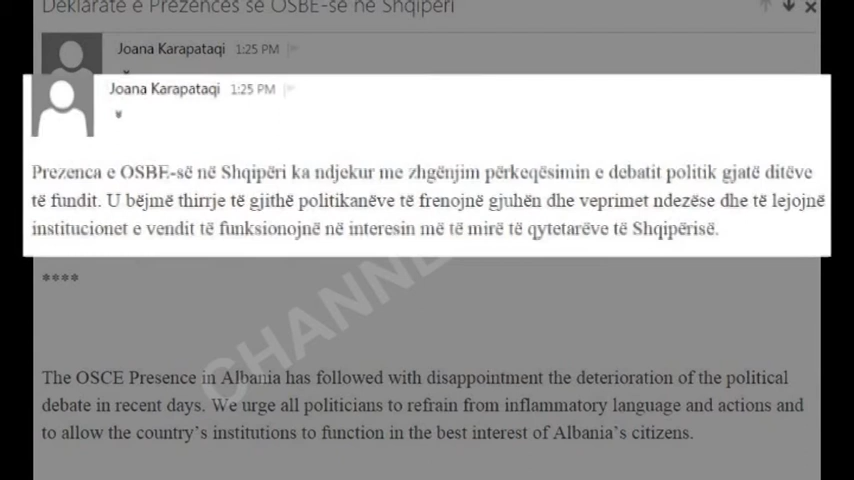 Deklaratë e Prezencës së OSBE-së në Shqipëri
Joana Karapataqi 1:25 PM
Joana Karapataqi 1:25 PM
Prezenca e OSBE-së në Shqipëri ka ndjekur me zhgënjim përkeqësimin e debatit politik gjatë ditëve
të fundit. U bëjmë thirrje të gjithë politikanëve të frenojnë gjuhën dhe veprimet ndezëse dhe të lejojnë
institucionet e vendit të funksionojnë në interesin më të mirë të qytetarëve të Shqipërisë.
****
CHANNE
The OSCE Presence in Albania has followed with disappointment the deterioration of the political
debate in recent days. We urge all politicians to refrain from inflammatory language and actions and
to allow the country’s institutions to function in the best interest of Albania’s citizens.